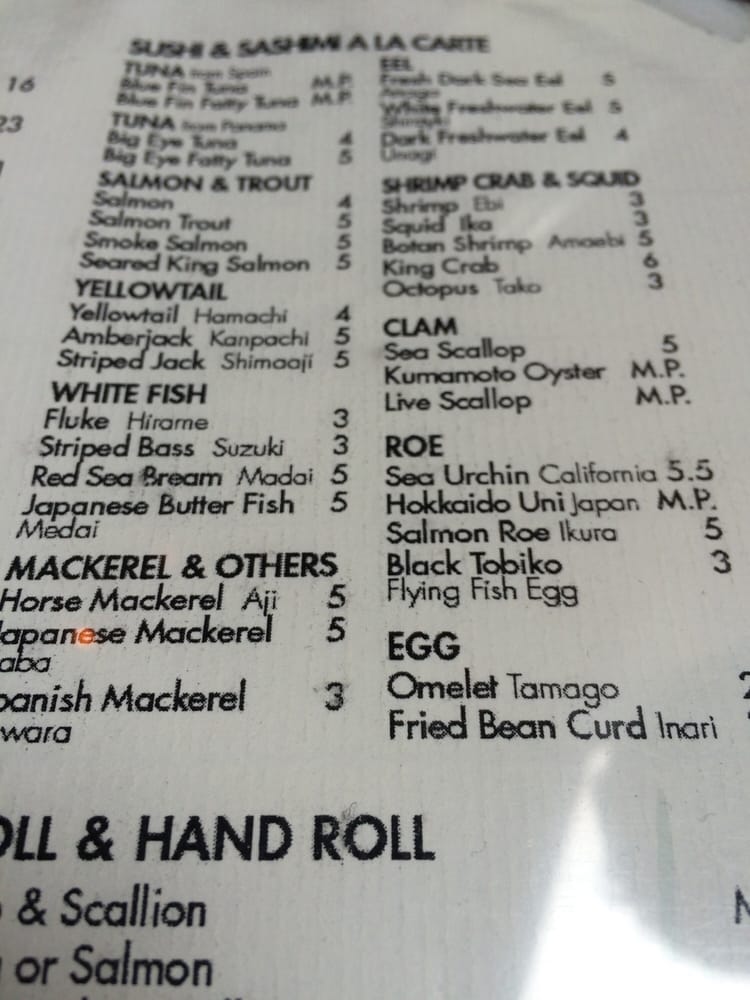 SUSHI & SASHIMI A LA CARTE
16
23
TUNA from Spain
Blue Fin Tuna M.P.
Blue Fin Fatty Tuna M.P.
TUNA from Panama
Big Eye Tuna 4
Big Eye Fatty Tuna 5
SALMON & TROUT
Salmon 4
Salmon Trout 5
Smoke Salmon 5
Seared King Salmon 5
YELLOWTAIL
Yellowtail Hamachi 4
Amberjack Kanpachi 5
Striped Jack Shimaaji 5
WHITE FISH
Fluke Hirame 3
Striped Bass Suzuki 3
Red Sea Bream Madai 5
Japanese Butter Fish 5
Medai
MACKEREL & OTHERS
Horse Mackerel Aji 5
Japanese Mackerel 5
aba
panish Mackerel 3
wara
EEL
Fresh Dark Sea Eel 5
Anago
White Freshwater Eel 5
Dark Freshwater Eel 4
Unagi
SHRIMP CRAB & SQUID
Shrimp Ebi 3
Squid Ika 3
Botan Shrimp Amaebi 5
King Crab 6
Octopus Tako 3
CLAM
Sea Scallop 5
Kumamoto Oyster M.P.
Live Scallop M.P.
ROE
Sea Urchin California 5.5
Hokkaido Uni Japan M.P.
Salmon Roe Ikura 5
Black Tobiko 3
Flying Fish Egg
EGG
Omelet Tamago 2
Fried Bean Curd Inari
OLL & HAND ROLL
& Scallion
or Salmon